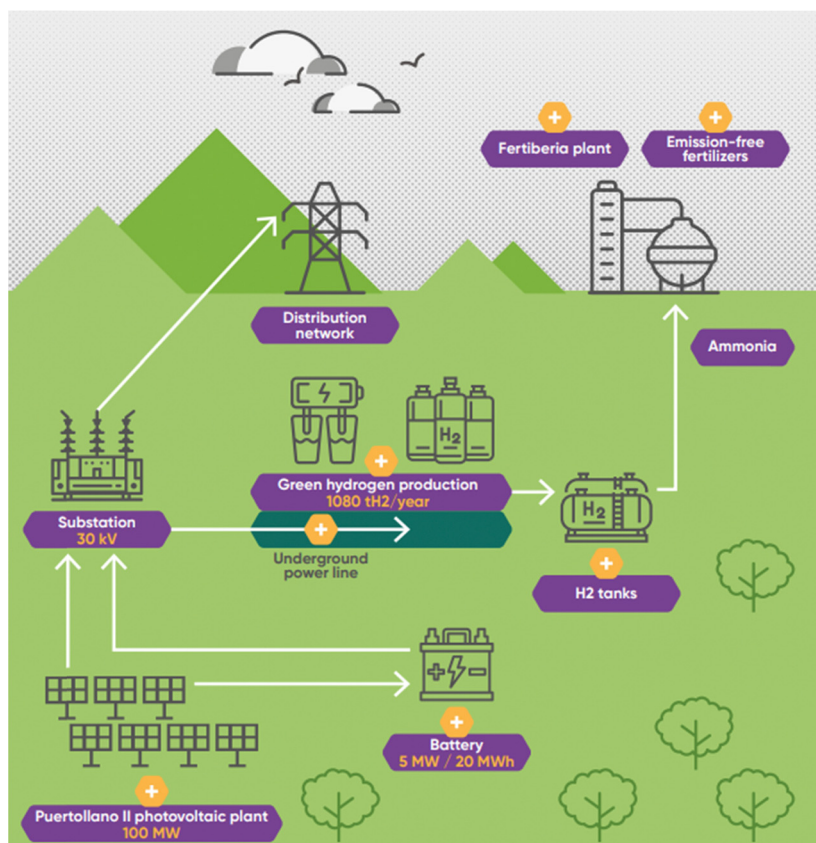 Fertiberia plant
Emission-free
fertilizers
Distribution
network
Ammonia
H2
Green hydrogen production
1080 tH2/year
Substation
30 kV
Underground
power line
H
H2
H2 tanks
Battery
5 MW / 20 MWh
Puertollano II photovoltaic plant
100 MW